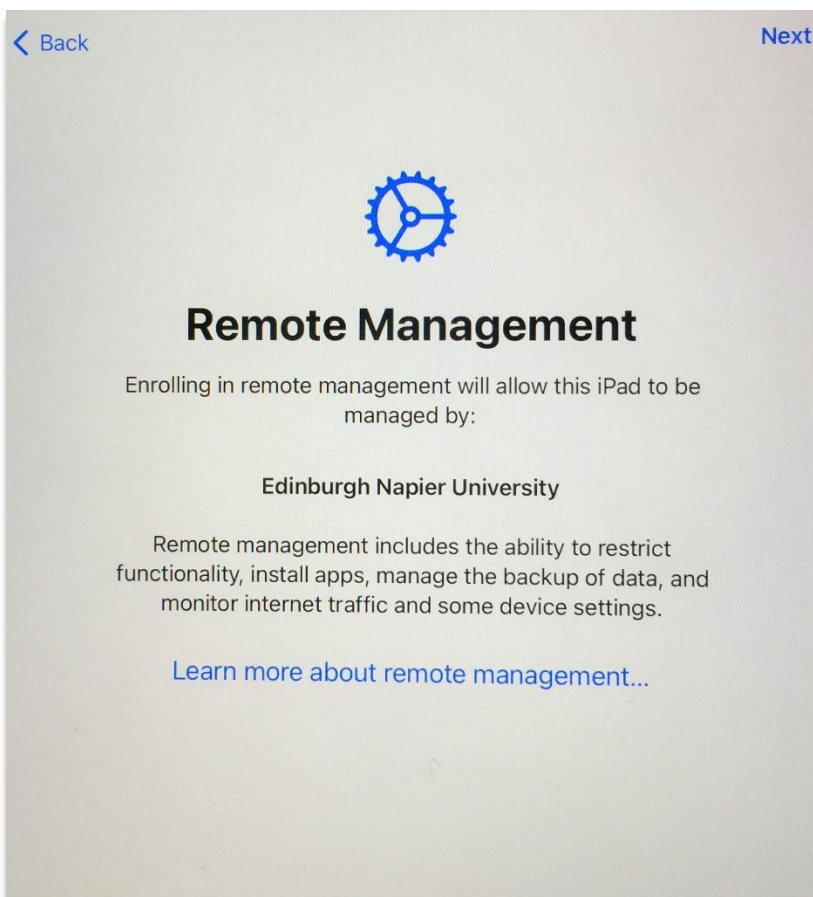 Back
Next
Remote Management
Enrolling in remote management will allow this iPad to be
managed by:
Edinburgh Napier University
Remote management includes the ability to restrict
functionality, install apps, manage the backup of data, and
monitor internet traffic and some device settings.
Learn more about remote management...